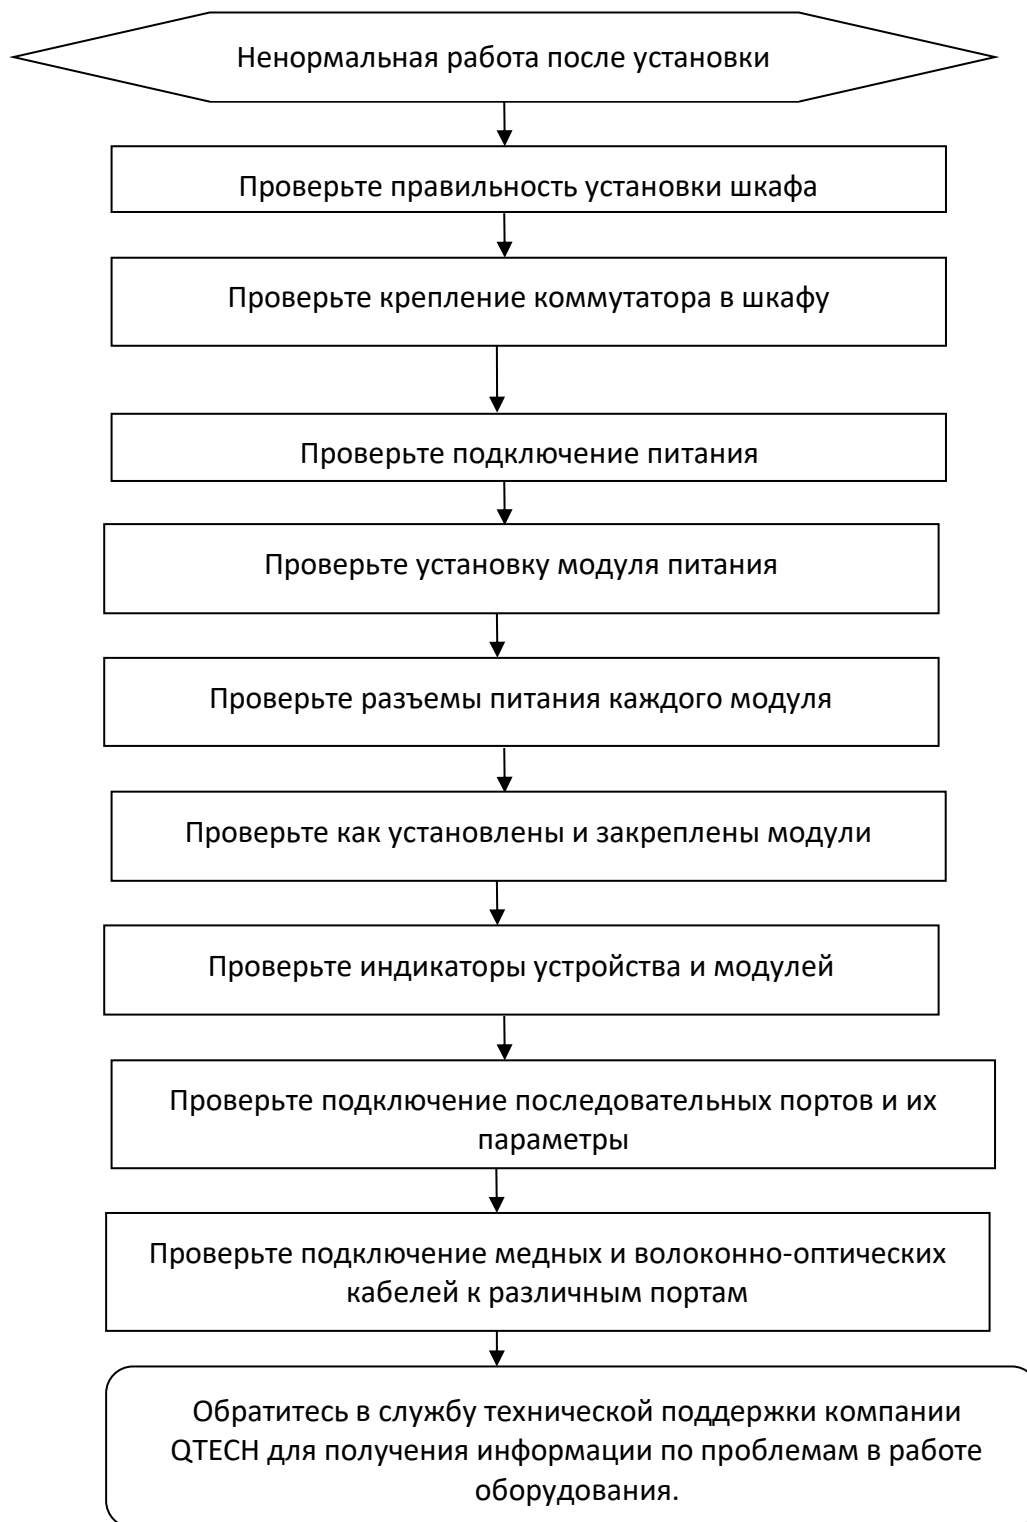 Ненормальная работа после установки
Проверьте правильность установки шкафа
Проверьте крепление коммутатора в шкафу
Проверьте подключение питания
Проверьте установку модуля питания
Проверьте разъемы питания каждого модуля
Проверьте как установлены и закреплены модули
Проверьте индикаторы устройства и модулей
Проверьте подключение последовательных портов и их
параметры
Проверьте подключение медных и волоконно-оптических
кабелей к различным портам
Обратитесь в службу технической поддержки компании
QTECH для получения информации по проблемам в работе
оборудования.